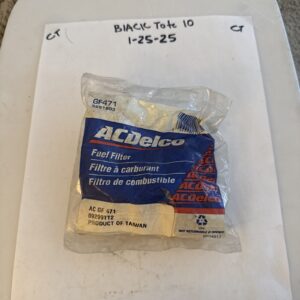 CT
BLACK Tote 10
CT
1-25-25
GF471
ACDelco
Fuel Filter
Filtre à carburant
Filtro de combustible
ACDelco
AC GF 471
PRODUCT OF TAIWAN